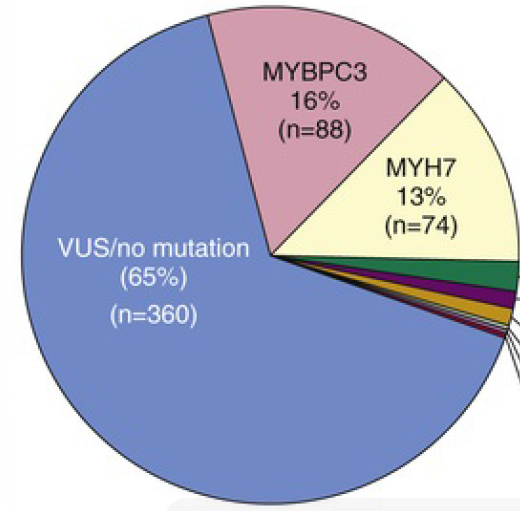 MYBPC3
16%
(n=88)
MYH7
13%
(n=74)
VUS/no mutation
(65%)
(n=360)